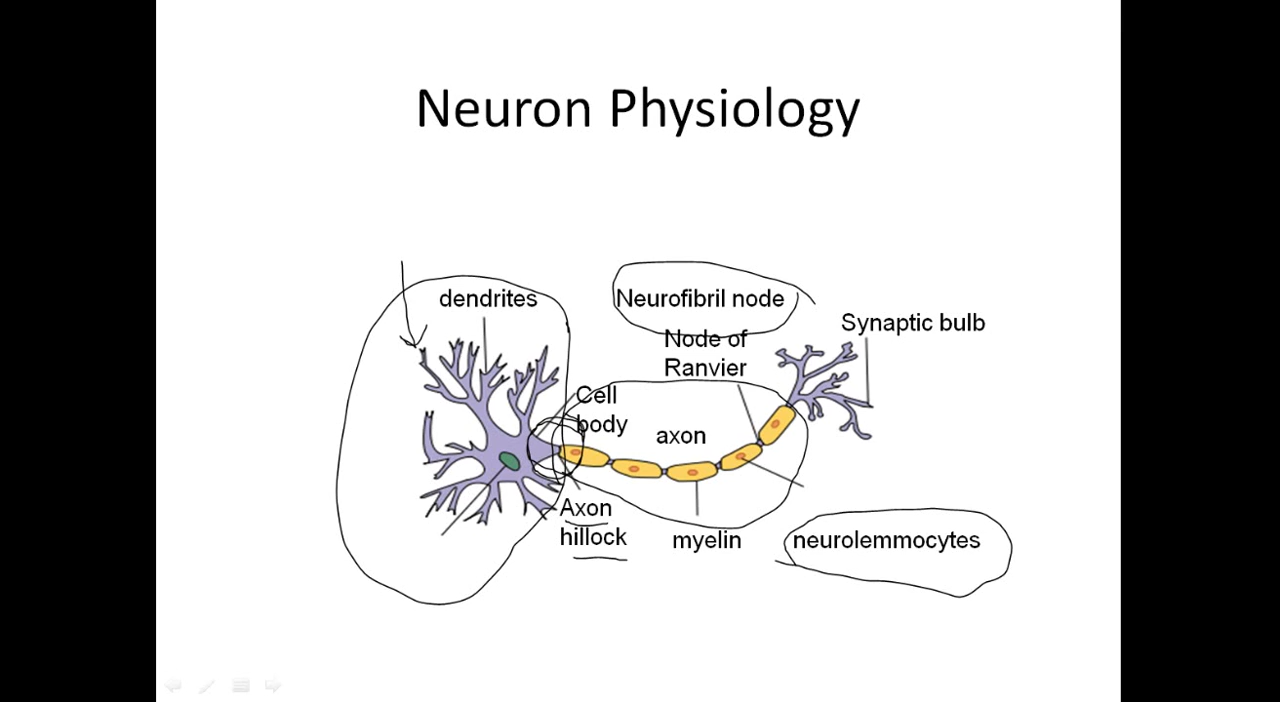 Neuron Physiology
dendrites
Neurofibril node
Node of
Ranvier
Synaptic bulb
Cell
body
axon
Axon
hillock
myelin
neurolemmocytes